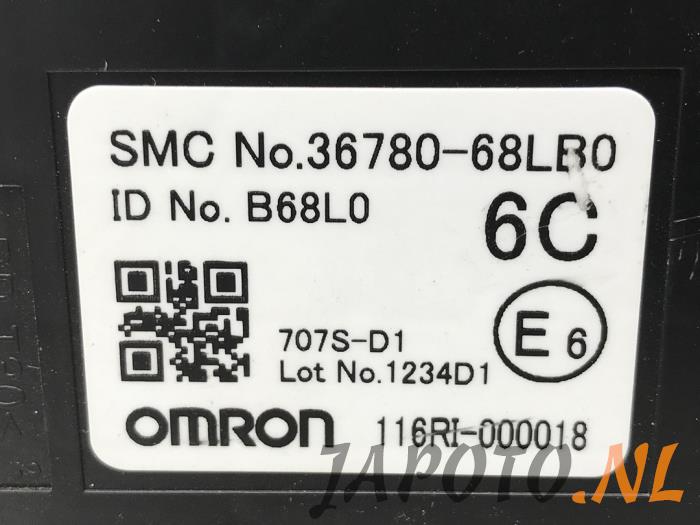 SMC No.36780-68LB0
ID No. B68L0
6C
707S-D1
E 6
Lot No.1234D1
OMRON
116RI-000018
JAPOTO.NL